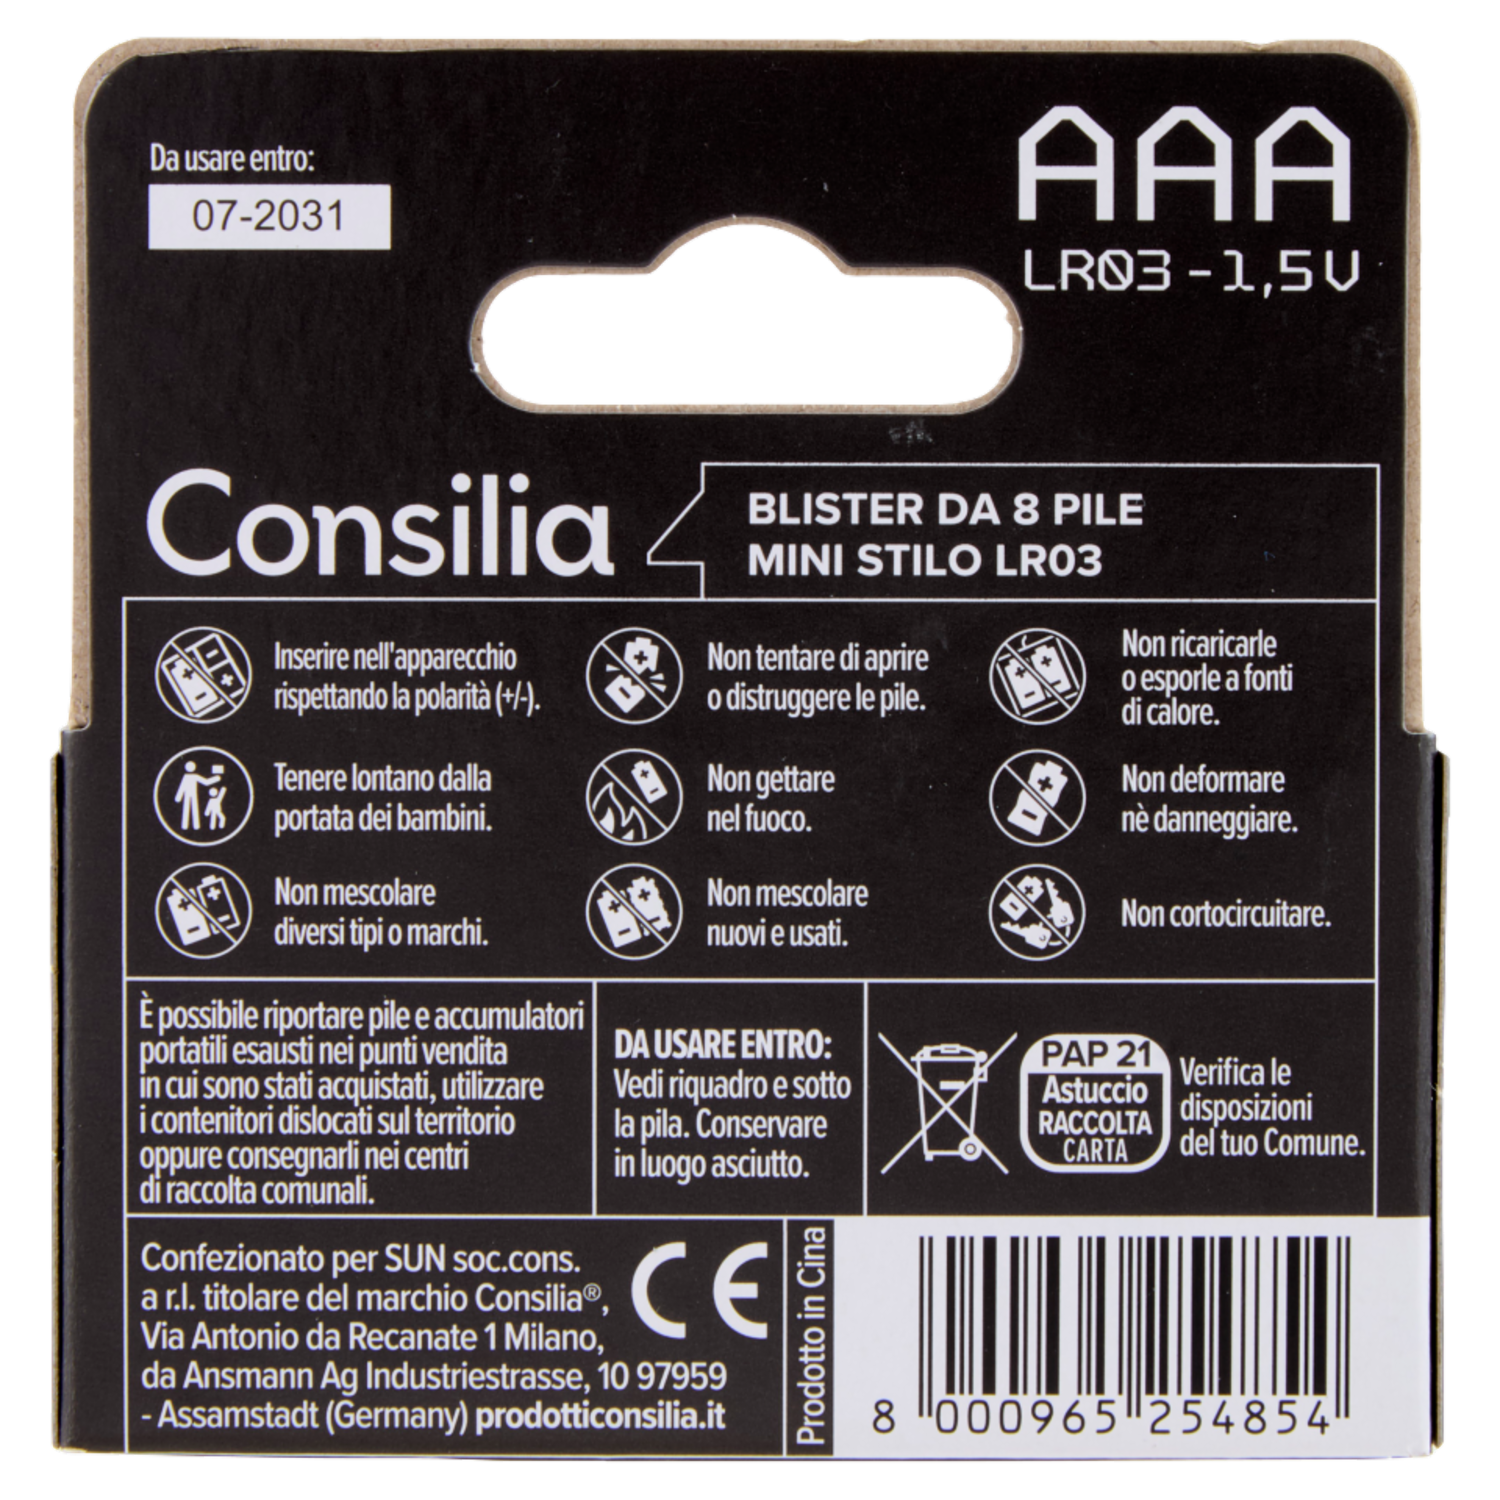 Da usare entro:
07-2031
AAA
LR03 - 1,5V
Consilia
BLISTER DA 8 PILE
MINI STILO LR03
Inserire nell'apparecchio
rispettando la polarità (+/-).
Non tentare di aprire
o distruggere le pile.
Non ricaricarle
o esporle a fonti
di calore.
Tenere lontano dalla
portata dei bambini.
Non gettare
nel fuoco.
Non deformare
nè danneggiare.
Non mescolare
diversi tipi o marchi.
Non mescolare
nuovi e usati.
Non cortocircuitare.
È possibile riportare pile e accumulatori
portatili esausti nei punti vendita
in cui sono stati acquistati, utilizzare
i contenitori dislocati sul territorio
oppure consegnarli nei centri
di raccolta comunali.
DA USARE ENTRO:
Vedi riquadro e sotto
la pila. Conservare
in luogo asciutto.
PAP 21
Astuccio
RACCOLTA
CARTA
Verifica le
disposizioni
del tuo Comune.
Confezionato per SUN soc.cons.
a r.l. titolare del marchio Consilia®,
Via Antonio da Recanate 1 Milano,
da Ansmann Ag Industriestrasse, 10 97959
- Assamstadt (Germany) prodotticonsilia.it
CE
Prodotto in Cina
8 000965 254854